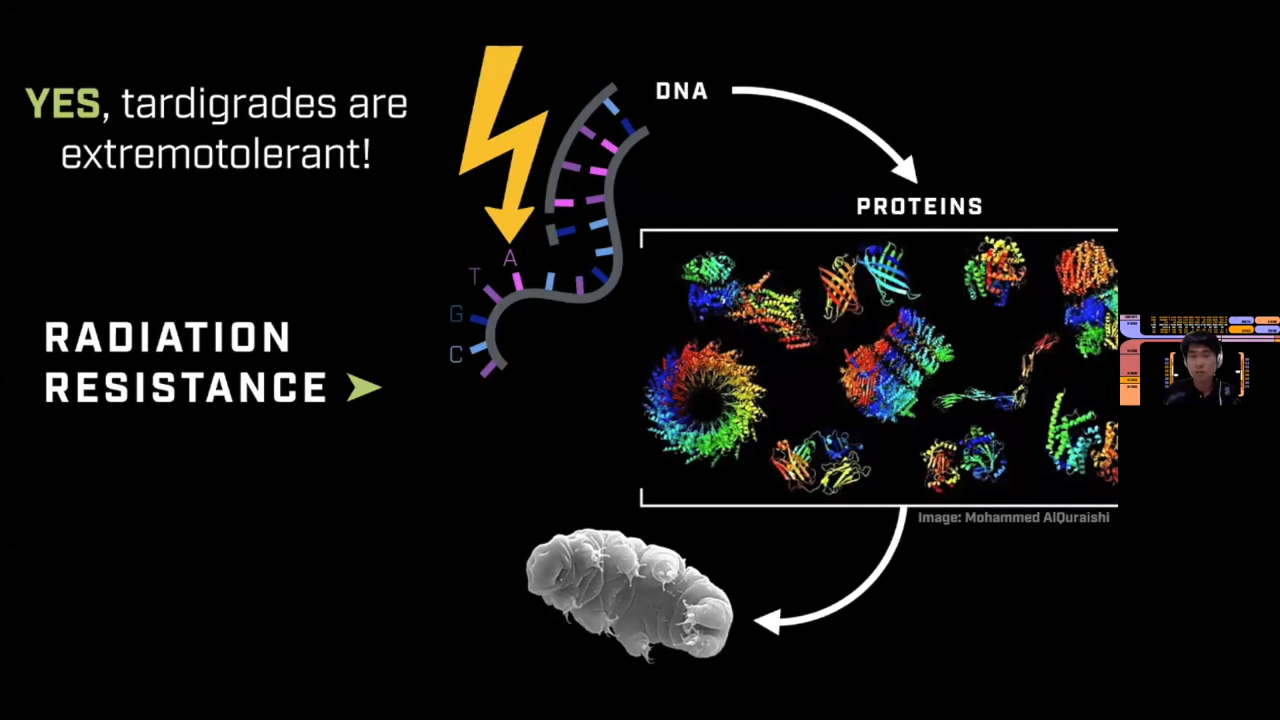 YES, tardigrades are
extremotolerant!
DNA
PROTEINS
A
T
G
C
RADIATION
RESISTANCE
Image: Mohammed AlQuraishi